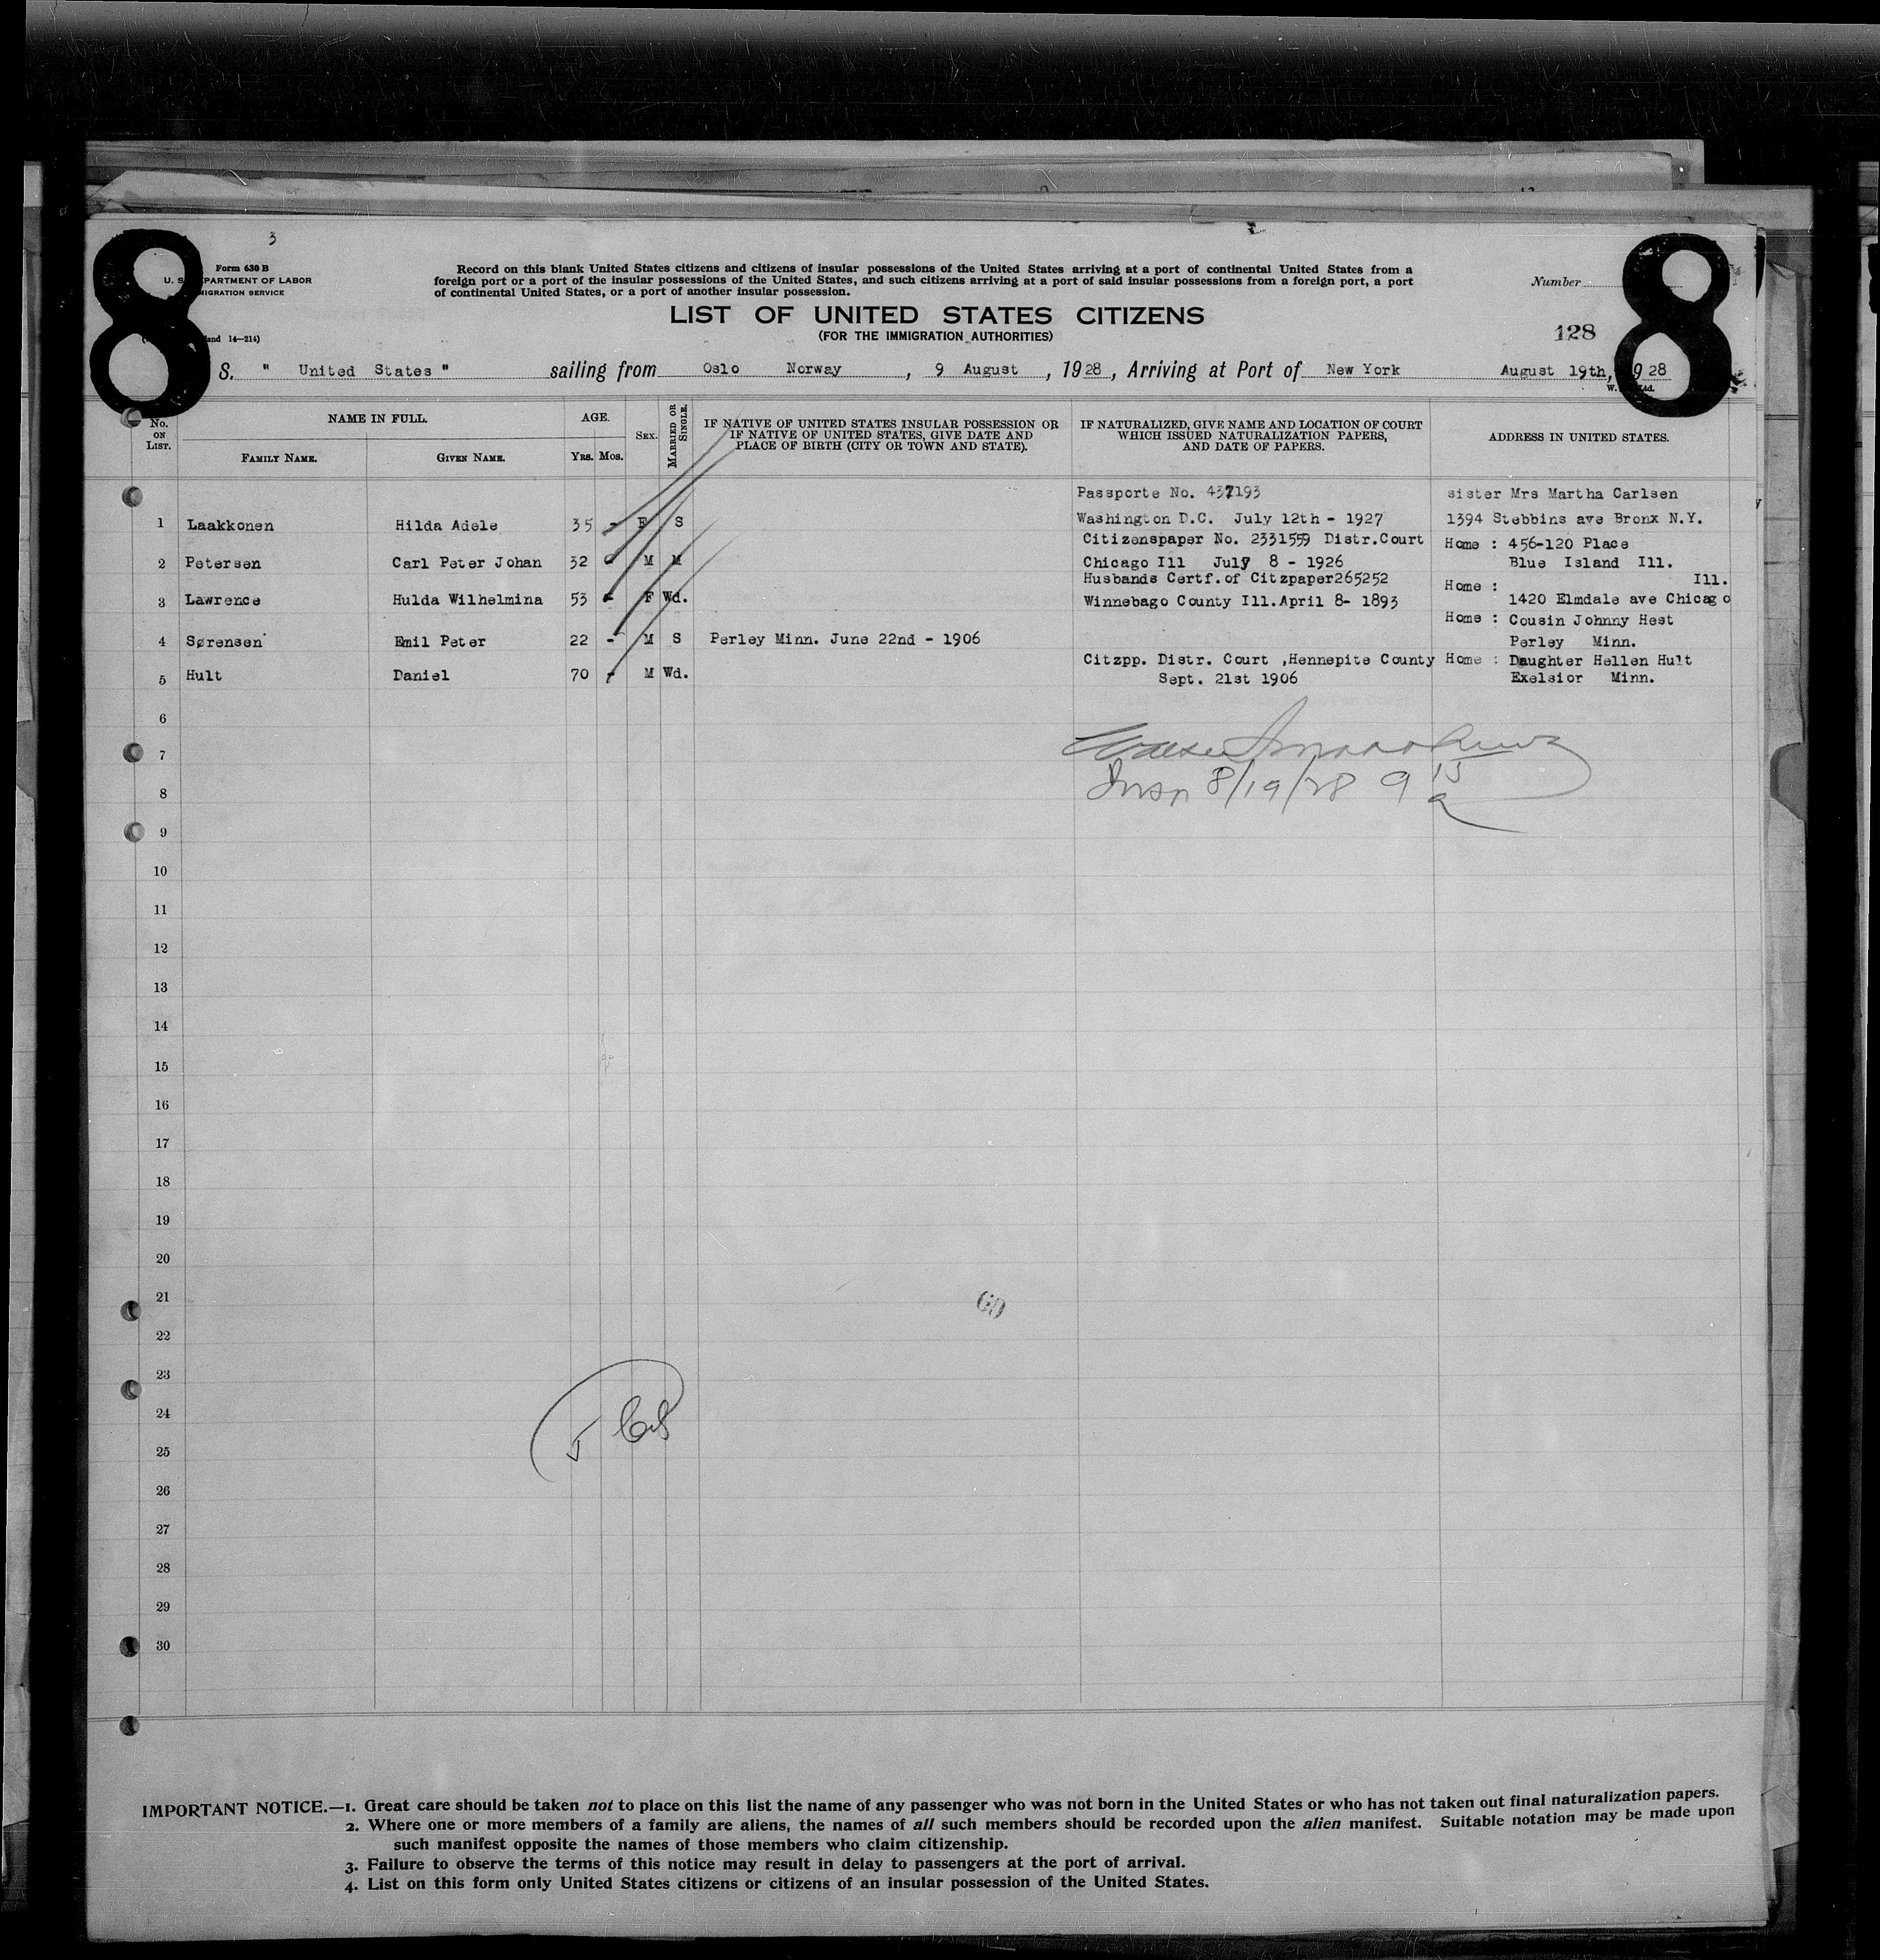 3
8
8
Form 630 B
U. S. DEPARTMENT OF LABOR
IMMIGRATION SERVICE
and 14—214)
Record on this blank United States citizens and citizens of insular possessions of the United States arriving at a port of continental United States from a
foreign port or a port of the insular possessions of the United States, and such citizens arriving at a port of said insular possessions from a foreign port, a port
of continental United States, or a port of another insular possession.
Number
LIST OF UNITED STATES CITIZENS
(FOR THE IMMIGRATION AUTHORITIES)
128
S. " United States " sailing from Oslo Norway, 9 August, 1928, Arriving at Port of New York August 19th, 1928
No. ON LIST.
NAME IN FULL.
FAMILY NAME.
GIVEN NAME.
AGE.
YRS. MOS.
SEX.
MARRIED OR SINGLE.
IF NATIVE OF UNITED STATES INSULAR POSSESSION OR
IF NATIVE OF UNITED STATES, GIVE DATE AND
PLACE OF BIRTH (CITY OR TOWN AND STATE).
IF NATURALIZED, GIVE NAME AND LOCATION OF COURT
WHICH ISSUED NATURALIZATION PAPERS,
AND DATE OF PAPERS.
ADDRESS IN UNITED STATES.
Passporte No. 437193 sister Mrs Martha Carlsen
1 Laakkonen Hilda Adele 35 - F S Washington D.C. July 12th - 1927 1394 Stebbins ave Bronx N.Y.
Citizenspaper No. 2331559 Distr.Court Home : 456-120 Place
2 Petersen Carl Peter Johan 32 - M M Chicago Ill July 8 - 1926 Blue Island Ill.
Husbands Certf.of Citzpaper265252 Home : Ill.
3 Lawrence Hulda Wilhelmina 53 - F Wd. Winnebago County Ill.April 8- 1893 1420 Elmdale ave Chicago
Home : Cousin Johnny Hest
4 Sørensen Emil Peter 22 - M S Perley Minn. June 22nd - 1906 Perley Minn.
Citzpp. Distr. Court ,Hennepite County Home : Daughter Hellen Hult
5 Hult Daniel 70 - M Wd. Sept. 21st 1906 Exelsior Minn.
6
7
Insp 8/19/28 9 15 a
8
9
10
11
12
13
14
15
16
17
18
19
20
21
60
22
23
24
25
26
27
28
29
30
IMPORTANT NOTICE.—1. Great care should be taken not to place on this list the name of any passenger who was not born in the United States or who has not taken out final naturalization papers.
2. Where one or more members of a family are aliens, the names of all such members should be recorded upon the alien manifest. Suitable notation may be made upon
such manifest opposite the names of those members who claim citizenship.
3. Failure to observe the terms of this notice may result in delay to passengers at the port of arrival.
4. List on this form only United States citizens or citizens of an insular possession of the United States.